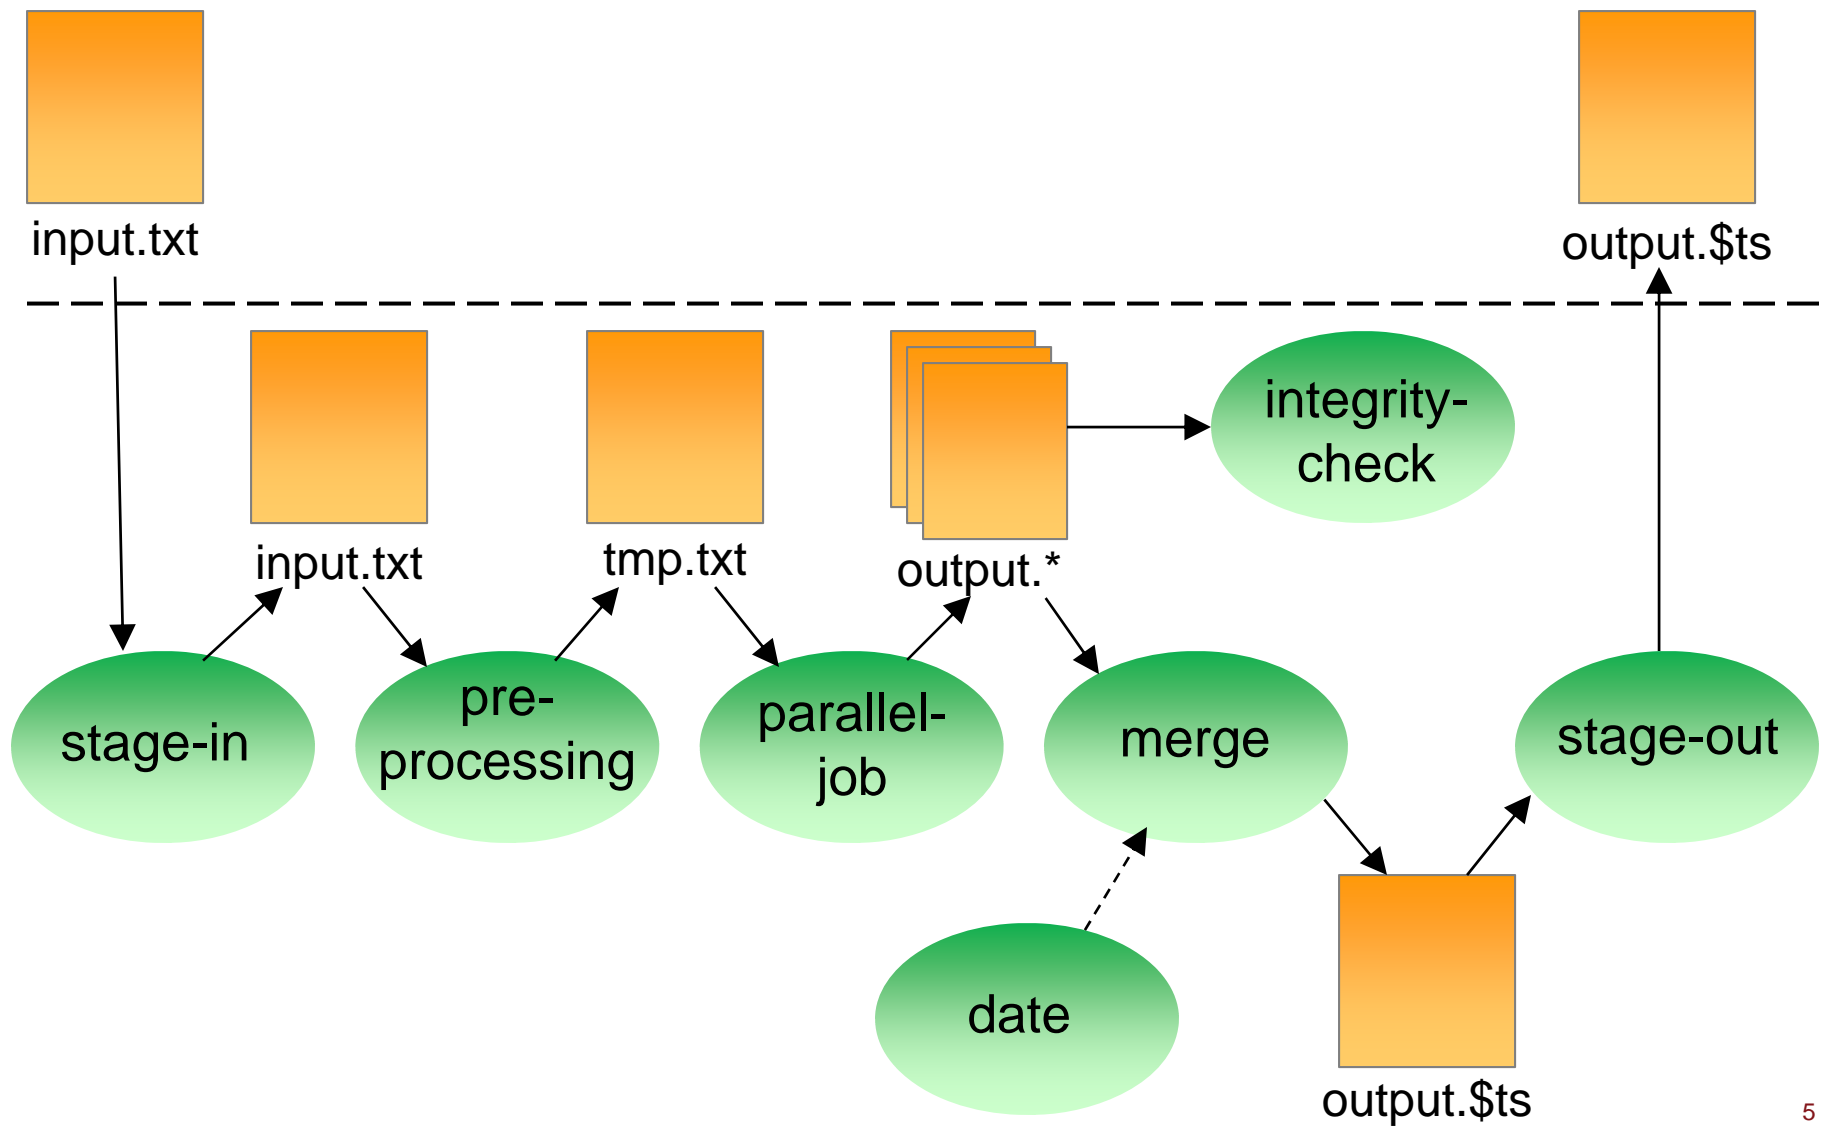 input.txt
output.$ts
integrity-
check
input.txt
tmp.txt
output.*
stage-in
pre-
processing
parallel-
job
merge
stage-out
date
output.$ts
5